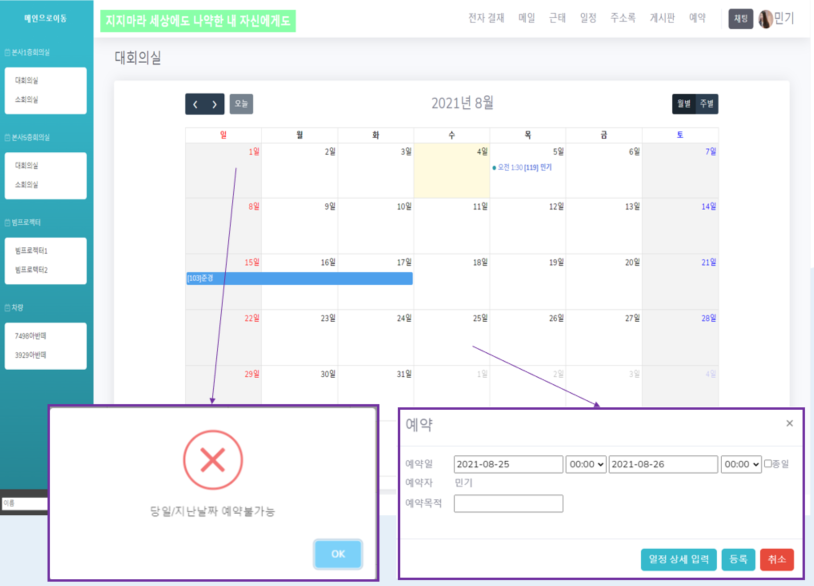 메인으로이동
지지마라 세상에도 나약한 내 자신에게도
전자 결재 메일 근태 일정 주소록 게시판 예약 채팅 민기
본사1층회의실
대회의실
소회의실
본사5층회의실
대회의실
소회의실
빔프로젝터
빔프로젝터1
빔프로젝터2
차량
7498아반떼
3929아반떼
대회의실
오늘
2021년 8월
월별 주별
일 월 화 수 목 금 토
1일 2일 3일 4일 5일 6일 7일
오전 1:30 [119] 민기
8일 9일 10일 11일 12일 13일 14일
15일 16일 17일 18일 19일 20일 21일
[103]준경
22일 23일 24일 25일 26일 27일 28일
29일 30일 31일 1일 2일 3일 4일
이름
당일/지난날짜 예약불가능
OK
예약 ×
예약일 2021-08-25 00:00 2021-08-26 00:00 종일
예약자 민기
예약목적
일정 상세 입력 등록 취소